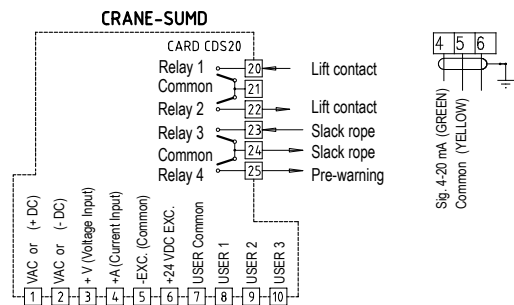 CRANE-SUMD
CARD CDS20
Relay 1 20 Lift contact
Common 21
Relay 2 22 Lift contact
Relay 3 23 Slack rope
Common 24 Slack rope
Relay 4 25 Pre-warning
VAC or (+ DC)
VAC or (- DC)
+ V (Voltage Input)
+A (Current Input)
-EXC. (Common)
+24 VDC EXC.
USER Common
USER 1
USER 2
USER 3
1 2 3 4 5 6 7 8 9 10
4 5 6
Sig. 4-20 mA (GREEN)
Common (YELLOW)